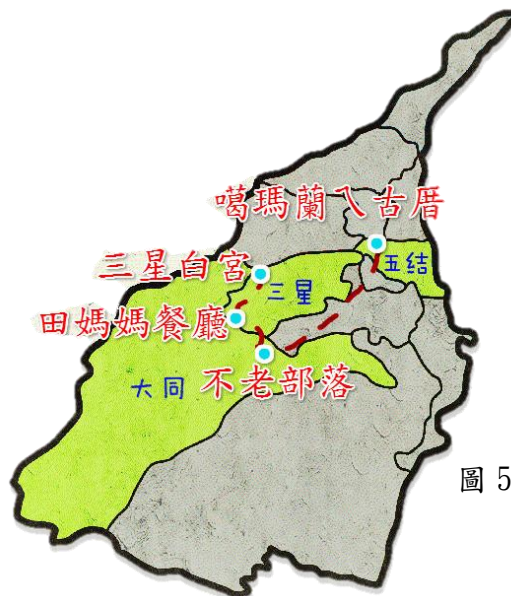 噶瑪蘭ㄟ古厝
三星白宮
五结
三星
田媽媽餐廳
大同
不老部落
圖 5